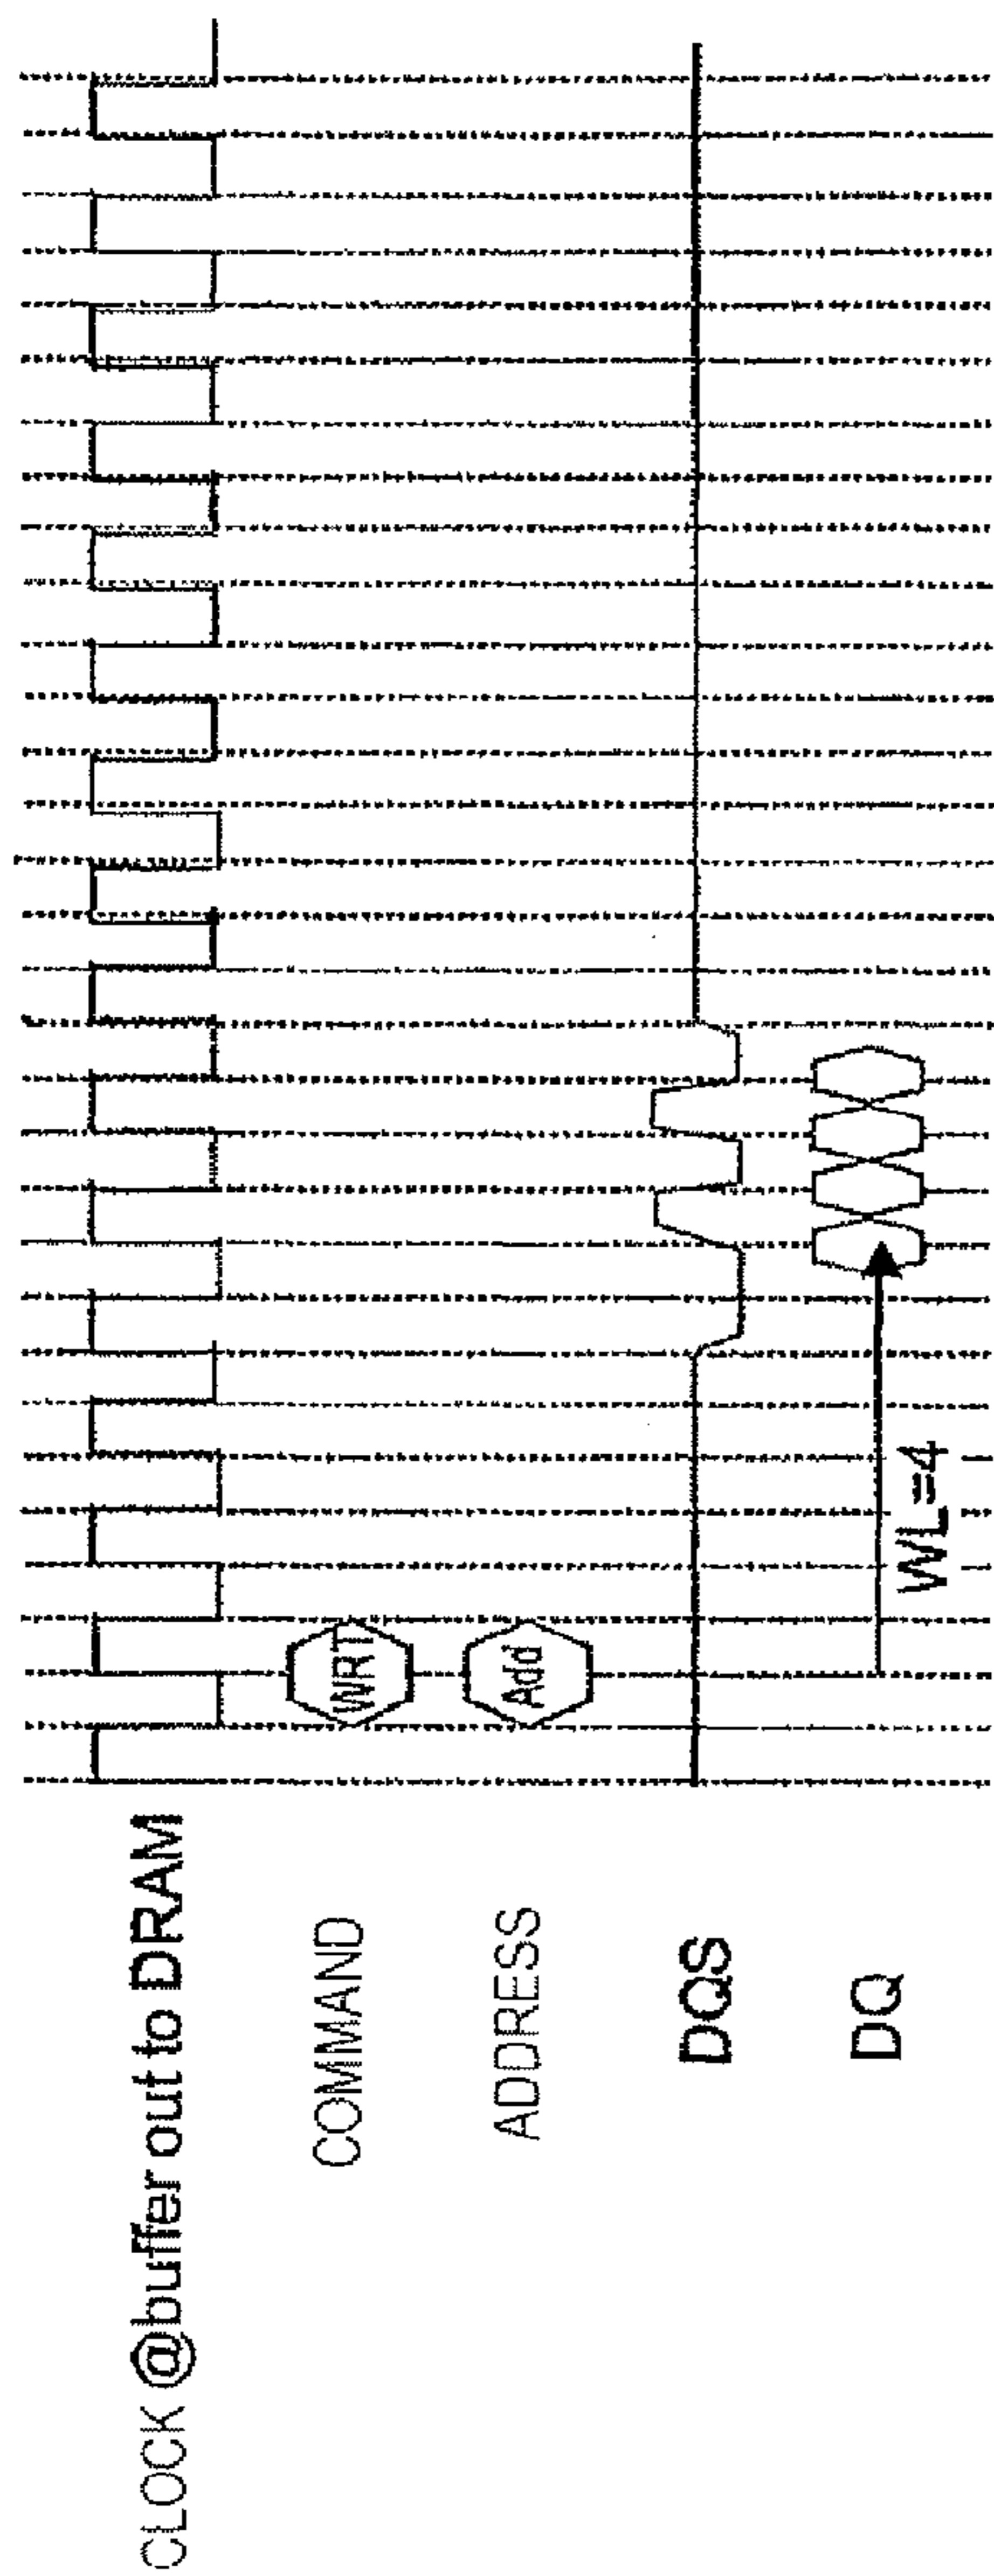 CLOCK @buffer out to DRAM
COMMAND
WRT
ADDRESS
Add
DQS
DQ
WL=4